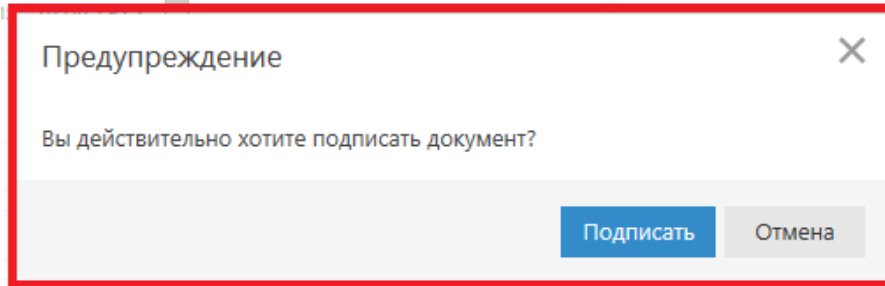 Предупреждение
Вы действительно хотите подписать документ?
Подписать Отмена